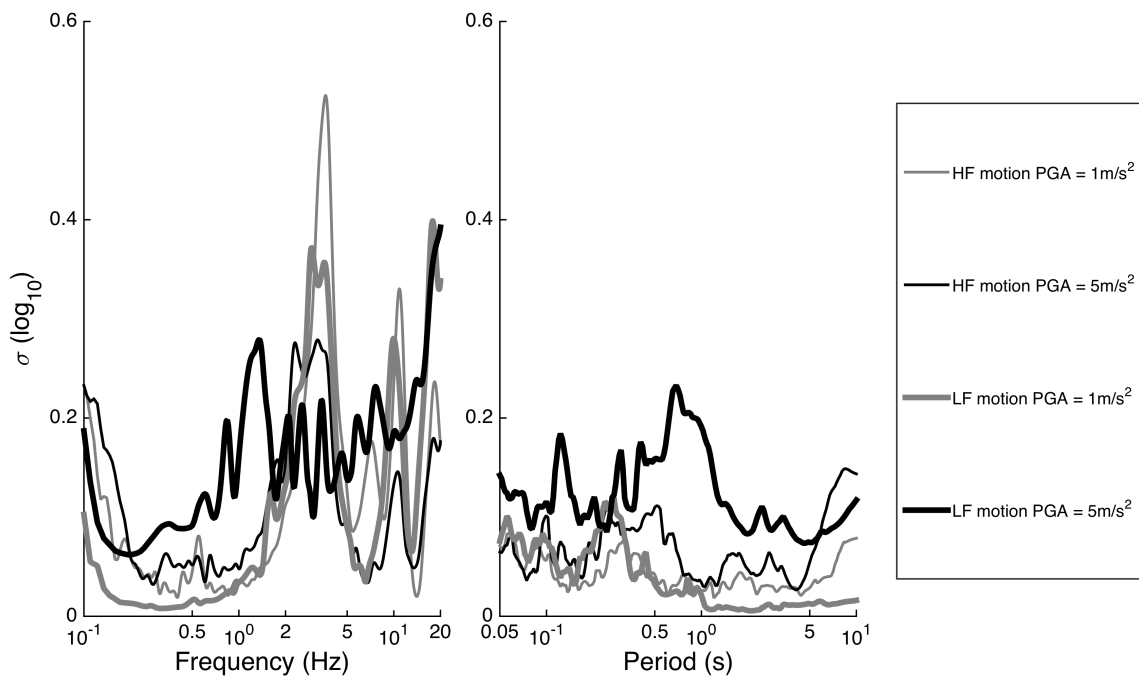 0.6
0.4
0.2
0
σ (log10)
10-1 0.5 100 2 5 101 20
Frequency (Hz)
0.6
0.4
0.2
0
0.05 10-1 0.5 100 5 101
Period (s)
HF motion PGA = 1m/s2
HF motion PGA = 5m/s2
LF motion PGA = 1m/s2
LF motion PGA = 5m/s2